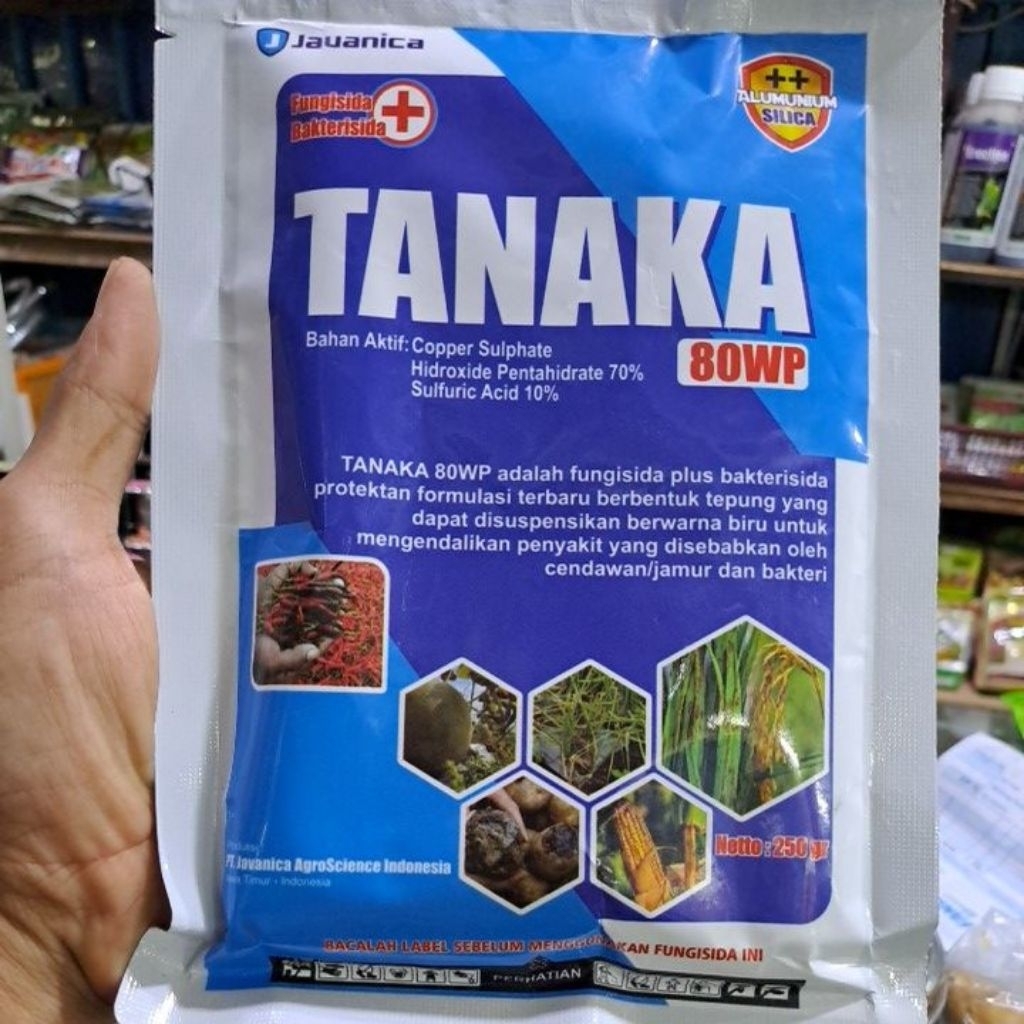 Javanica
++
ALUMUNIUM
SILICA
Fungisida
Bakterisida
TANAKA
80WP
Bahan Aktif: Copper Sulphate
Hidroxide Pentahidrate 70%
Sulfuric Acid 10%
TANAKA 80WP adalah fungisida plus bakterisida
protektan formulasi terbaru berbentuk tepung yang
dapat disuspensikan berwarna biru untuk
mengendalikan penyakit yang disebabkan oleh
cendawan/jamur dan bakteri
Netto : 250 gr
PT. Javanica AgroScience Indonesia
Jawa Timur - Indonesia
BACALAH LABEL SEBELUM MENGGUNAKAN FUNGISIDA INI
PERHATIAN